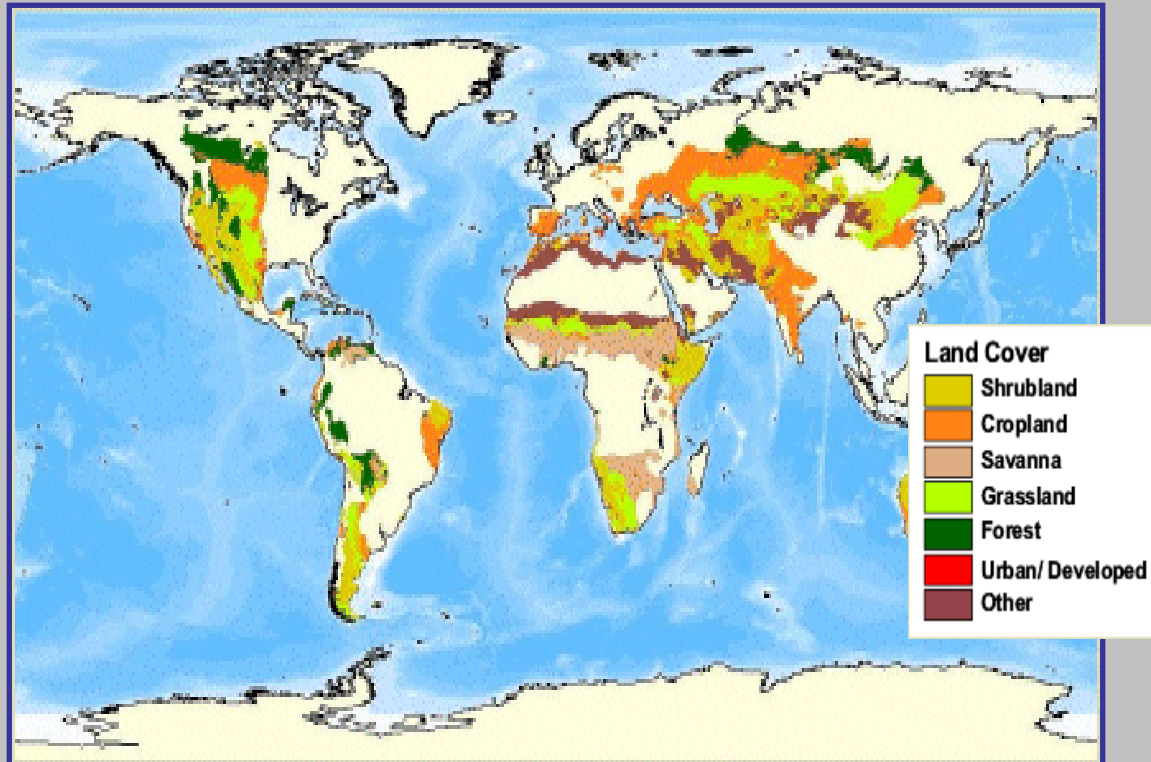 Land Cover
Shrubland
Cropland
Savanna
Grassland
Forest
Urban/ Developed
Other